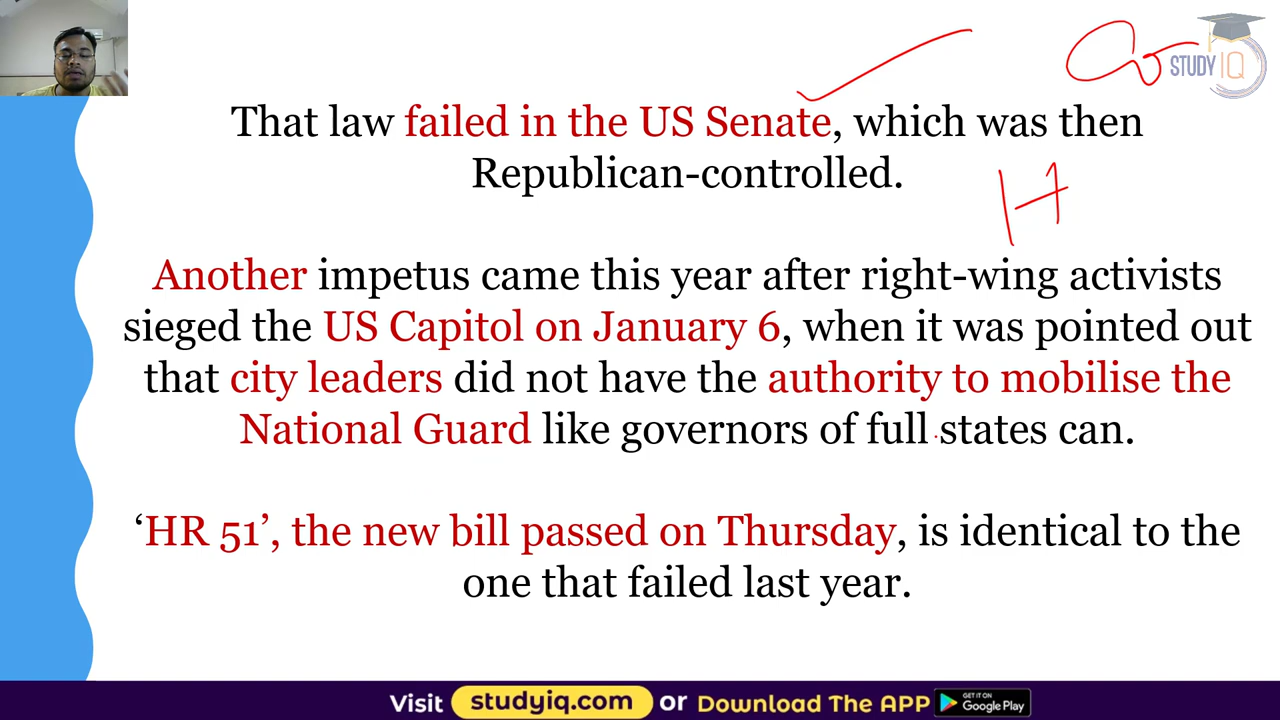 STUDY IQ
That law failed in the US Senate, which was then
Republican-controlled.
H
Another impetus came this year after right-wing activists
sieged the US Capitol on January 6, when it was pointed out
that city leaders did not have the authority to mobilise the
National Guard like governors of full states can.
‘HR 51’, the new bill passed on Thursday, is identical to the
one that failed last year.
Visit studyiq.com or Download The APP GET IT ON Google Play